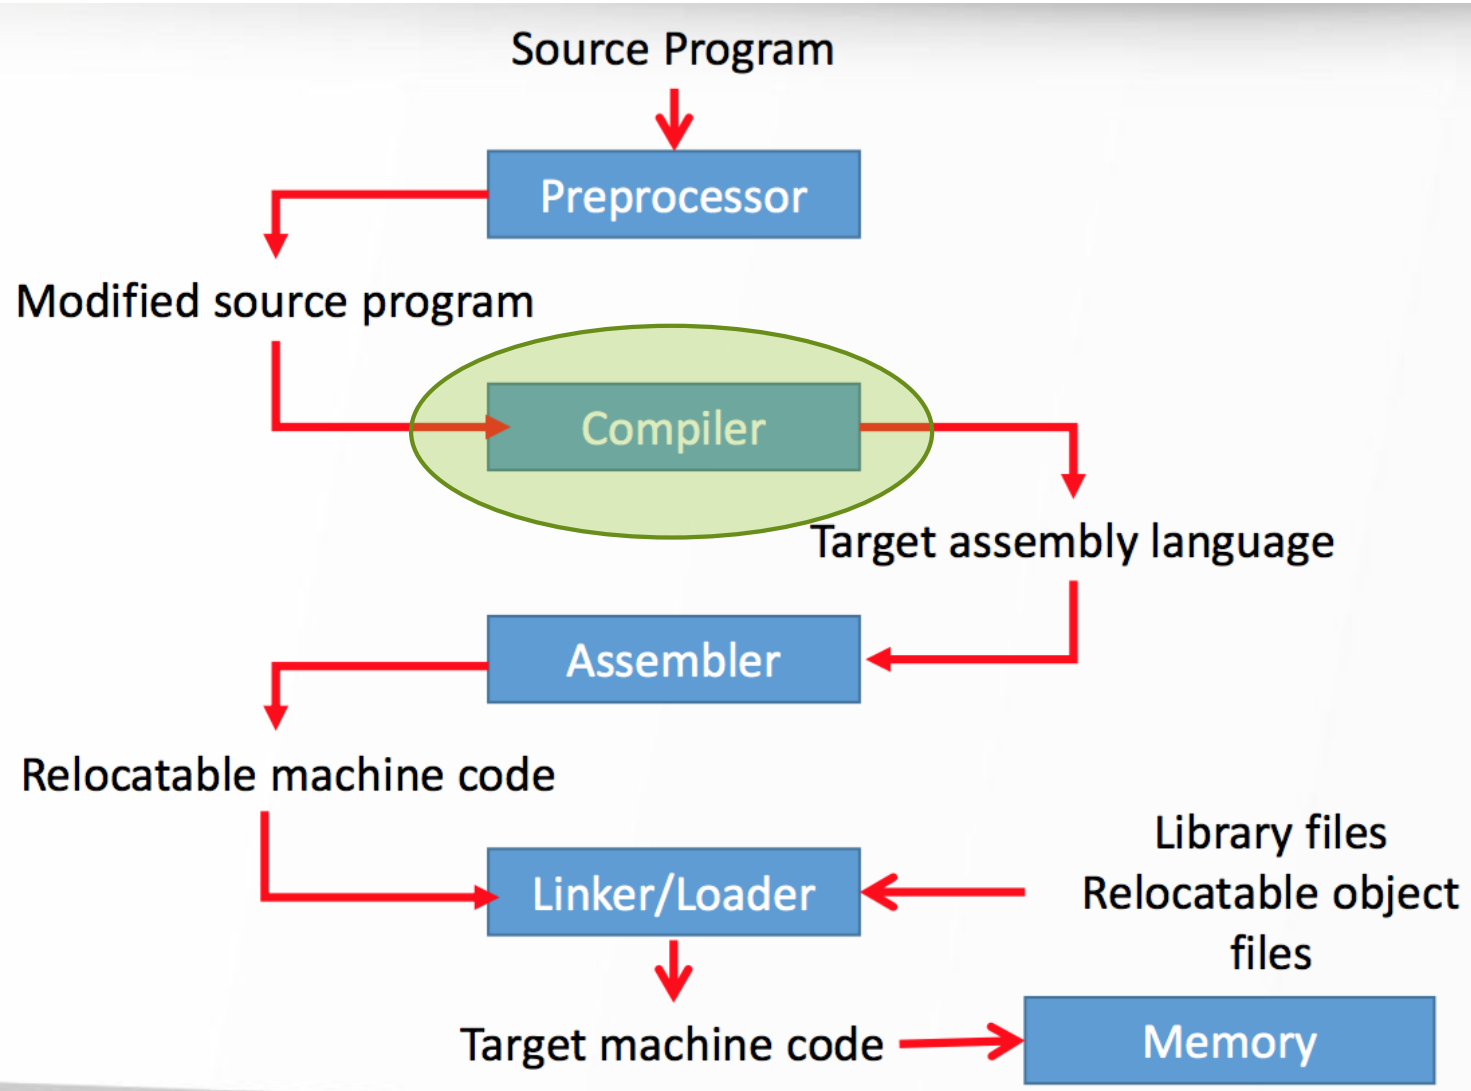 Source Program
Preprocessor
Modified source program
Compiler
Target assembly language
Assembler
Relocatable machine code
Linker/Loader
Library files
Relocatable object
files
Target machine code
Memory